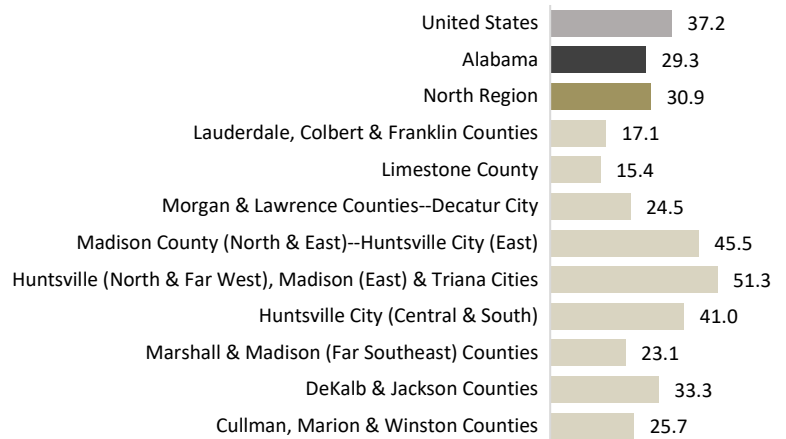 United States 37.2
Alabama 29.3
North Region 30.9
Lauderdale, Colbert & Franklin Counties 17.1
Limestone County 15.4
Morgan & Lawrence Counties--Decatur City 24.5
Madison County (North & East)--Huntsville City (East) 45.5
Huntsville (North & Far West), Madison (East) & Triana Cities 51.3
Huntsville City (Central & South) 41.0
Marshall & Madison (Far Southeast) Counties 23.1
DeKalb & Jackson Counties 33.3
Cullman, Marion & Winston Counties 25.7